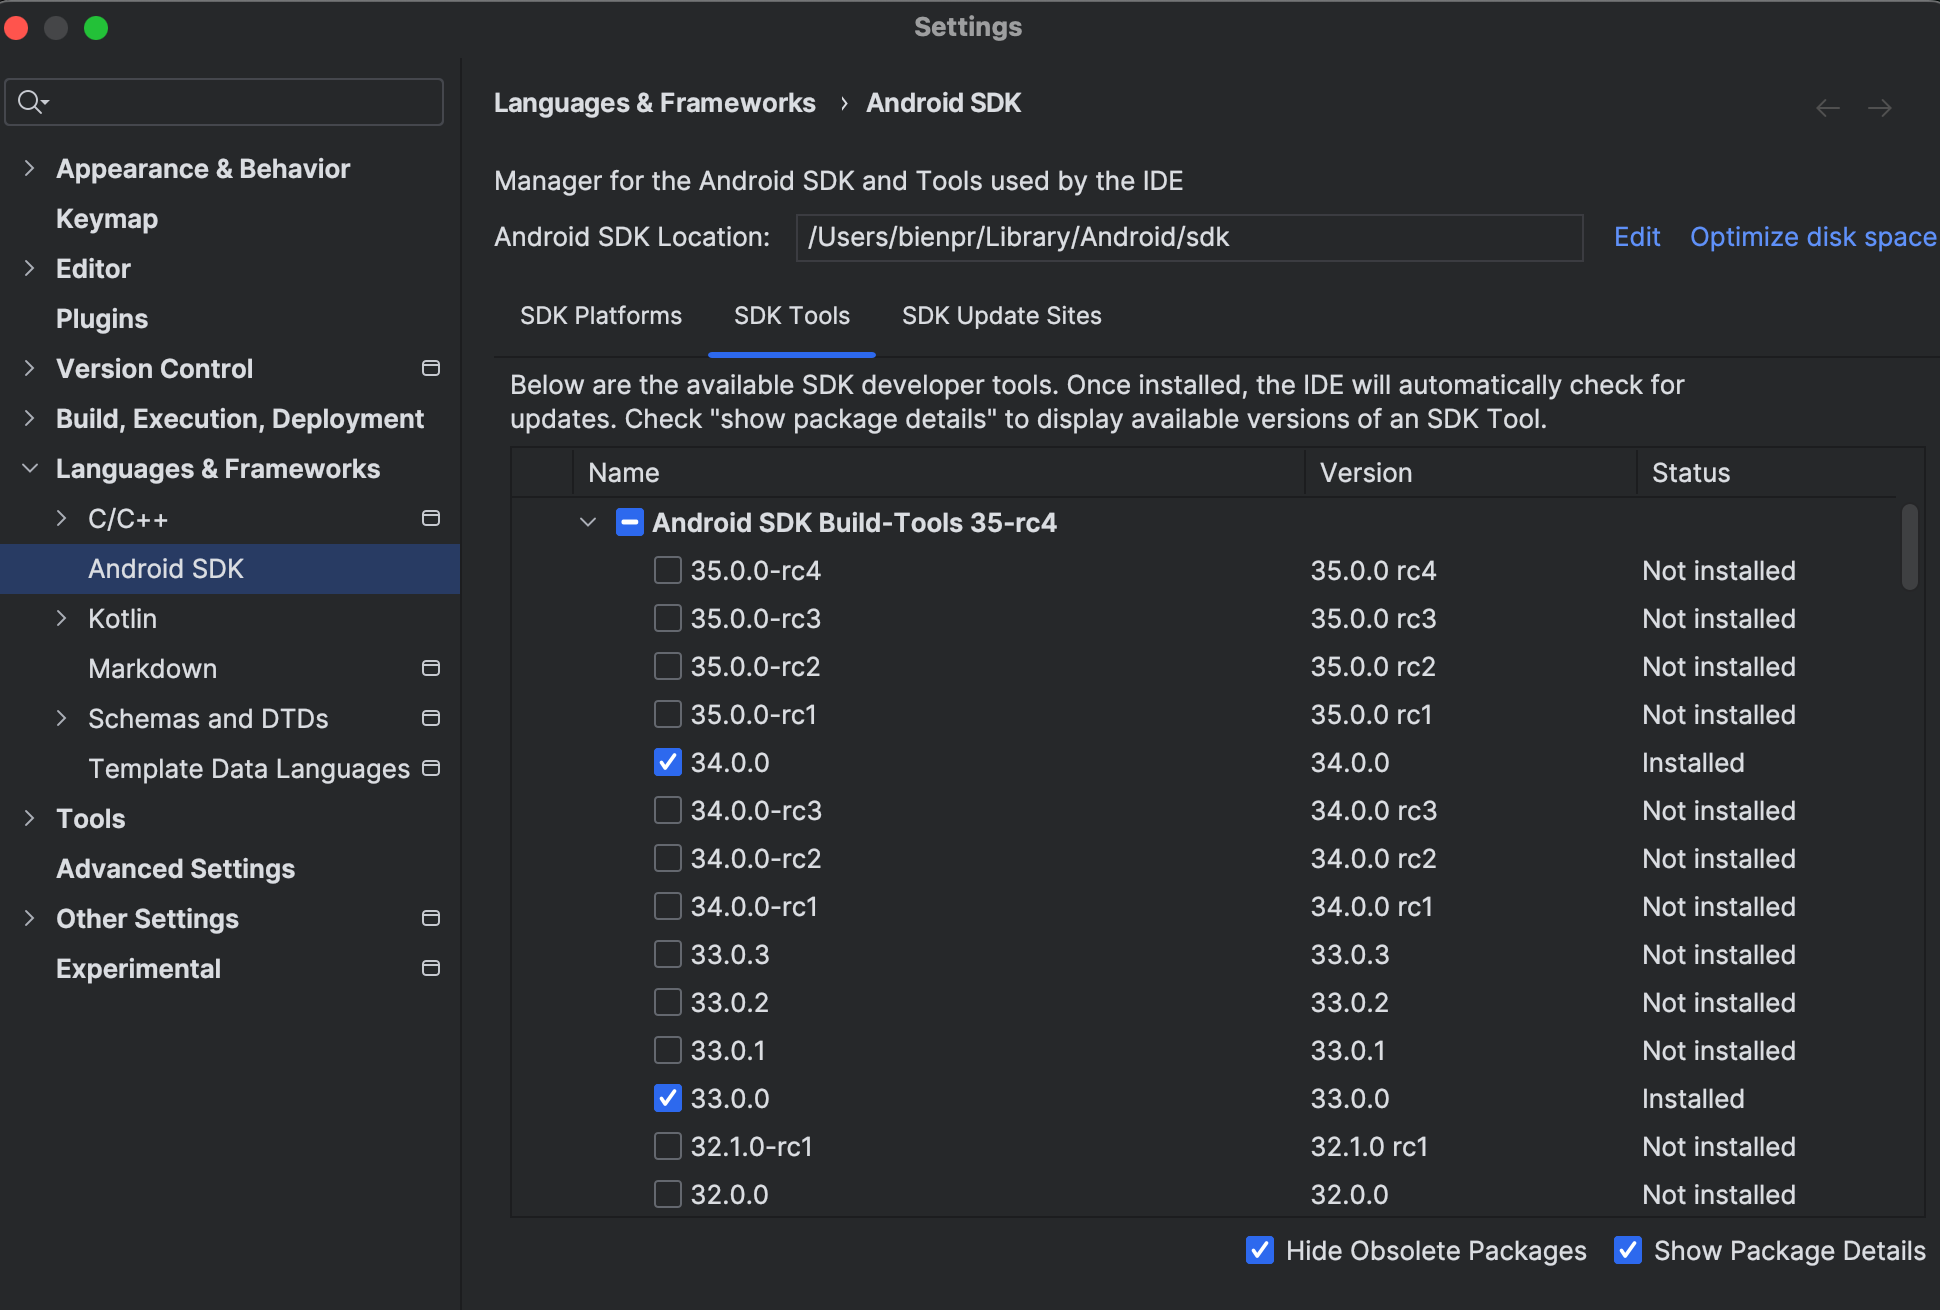 Settings
Languages & Frameworks › Android SDK
Appearance & Behavior
Keymap
Editor
Plugins
Version Control
Build, Execution, Deployment
Languages & Frameworks
C/C++
Android SDK
Kotlin
Markdown
Schemas and DTDs
Template Data Languages
Tools
Advanced Settings
Other Settings
Experimental
Manager for the Android SDK and Tools used by the IDE
Android SDK Location: /Users/bienpr/Library/Android/sdk Edit Optimize disk space
SDK Platforms SDK Tools SDK Update Sites
Below are the available SDK developer tools. Once installed, the IDE will automatically check for
updates. Check "show package details" to display available versions of an SDK Tool.
Name Version Status
Android SDK Build-Tools 35-rc4
35.0.0-rc4 35.0.0 rc4 Not installed
35.0.0-rc3 35.0.0 rc3 Not installed
35.0.0-rc2 35.0.0 rc2 Not installed
35.0.0-rc1 35.0.0 rc1 Not installed
34.0.0 34.0.0 Installed
34.0.0-rc3 34.0.0 rc3 Not installed
34.0.0-rc2 34.0.0 rc2 Not installed
34.0.0-rc1 34.0.0 rc1 Not installed
33.0.3 33.0.3 Not installed
33.0.2 33.0.2 Not installed
33.0.1 33.0.1 Not installed
33.0.0 33.0.0 Installed
32.1.0-rc1 32.1.0 rc1 Not installed
32.0.0 32.0.0 Not installed
Hide Obsolete Packages Show Package Details